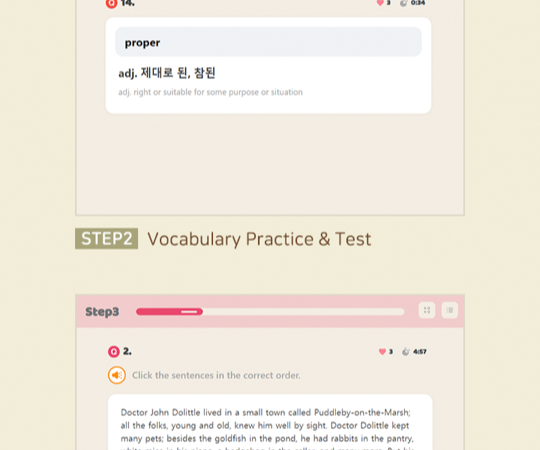 Q 14. 3 0:34
proper
adj. 제대로 된, 참된
adj. right or suitable for some purpose or situation
STEP2 Vocabulary Practice & Test
Step3
Q 2. 3 4:57
Click the sentences in the correct order.
Doctor John Dolittle lived in a small town called Puddleby-on-the-Marsh;
all the folks, young and old, knew him well by sight. Doctor Dolittle kept
many pets; besides the goldfish in the pond, he had rabbits in the pantry,